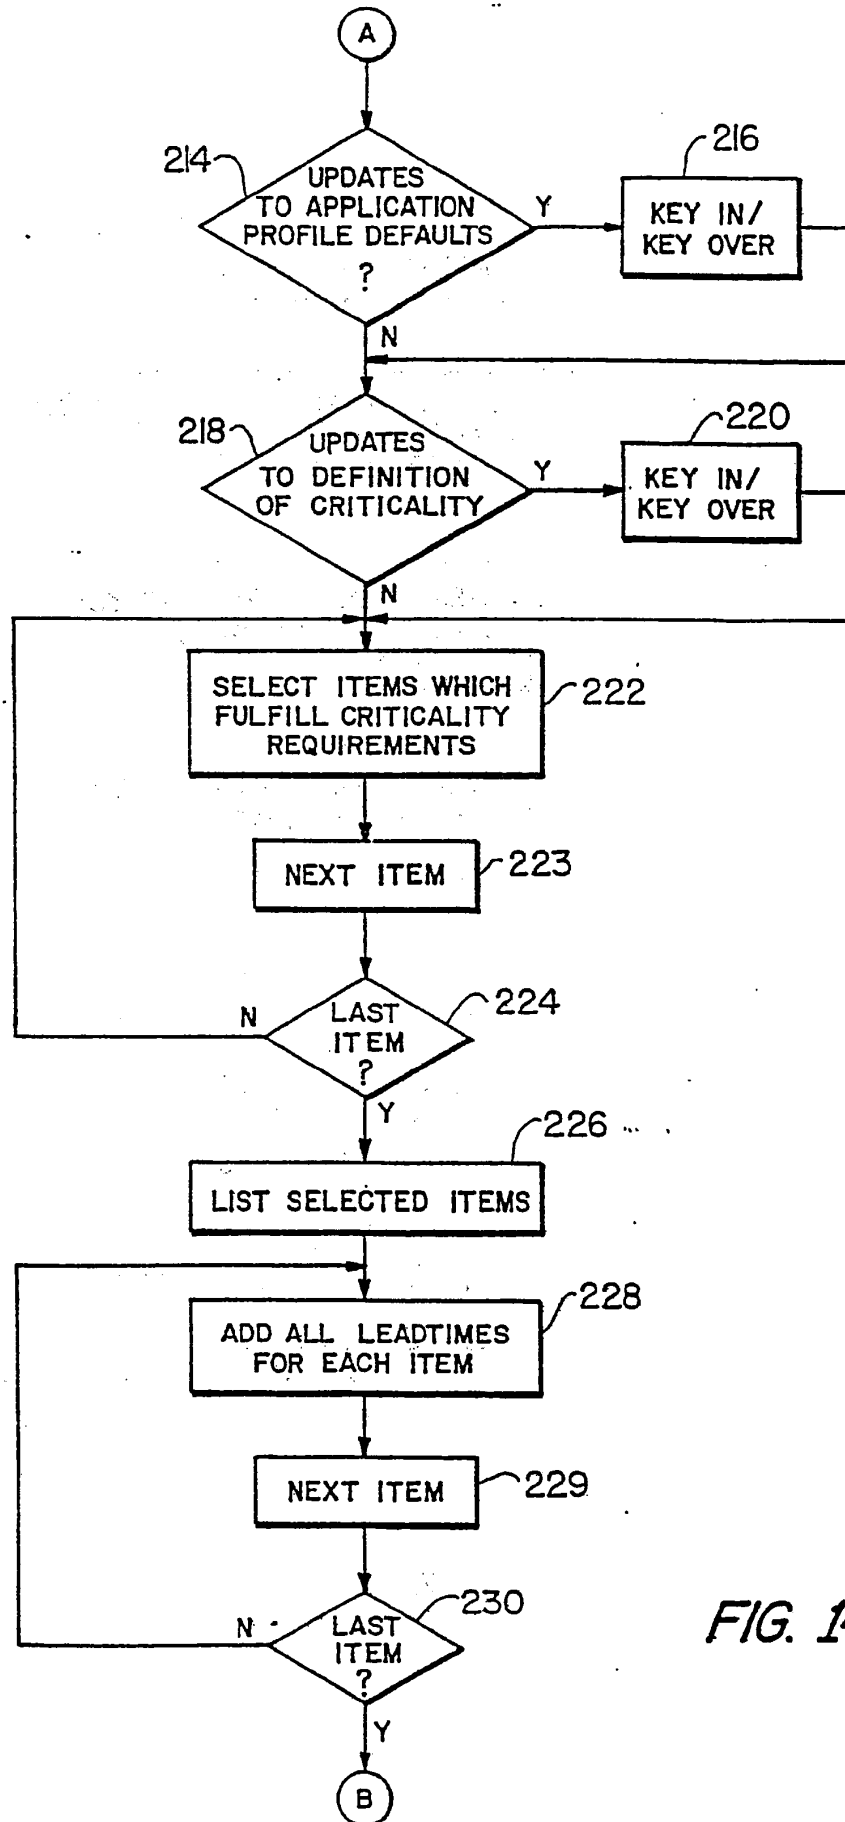 A
214
UPDATES
TO APPLICATION
PROFILE DEFAULTS
?
Y
216
KEY IN/
KEY OVER
N
218
UPDATES
TO DEFINITION
OF CRITICALITY
Y
220
KEY IN/
KEY OVER
N
SELECT ITEMS WHICH
FULFILL CRITICALITY
REQUIREMENTS
222
NEXT ITEM
223
LAST
ITEM
?
224
N
Y
226
LIST SELECTED ITEMS
ADD ALL LEADTIMES
FOR EACH ITEM
228
NEXT ITEM
229
LAST
ITEM
?
230
N
Y
B
FIG.